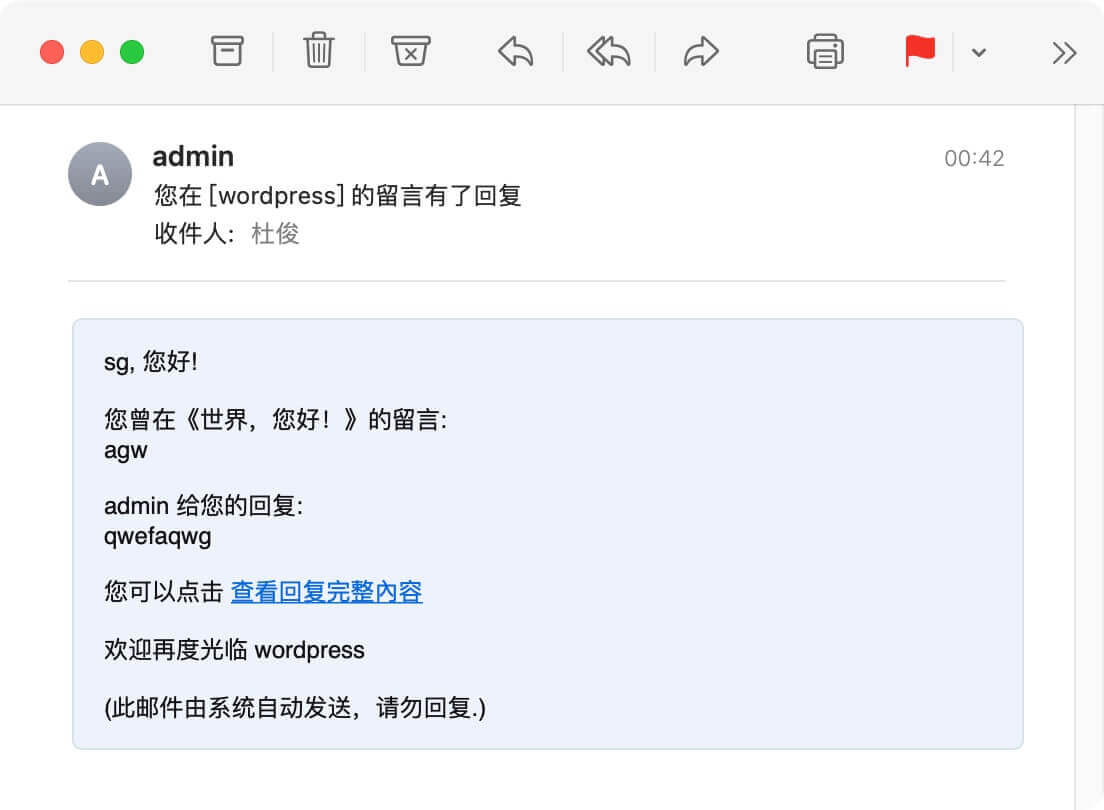 admin
00:42
A
您在 [wordpress] 的留言有了回复
收件人： 杜俊
sg, 您好!
您曾在《世界，您好！》的留言:
agw
admin 给您的回复:
qwefaqwg
您可以点击 查看回复完整內容
欢迎再度光临 wordpress
(此邮件由系统自动发送，请勿回复.)